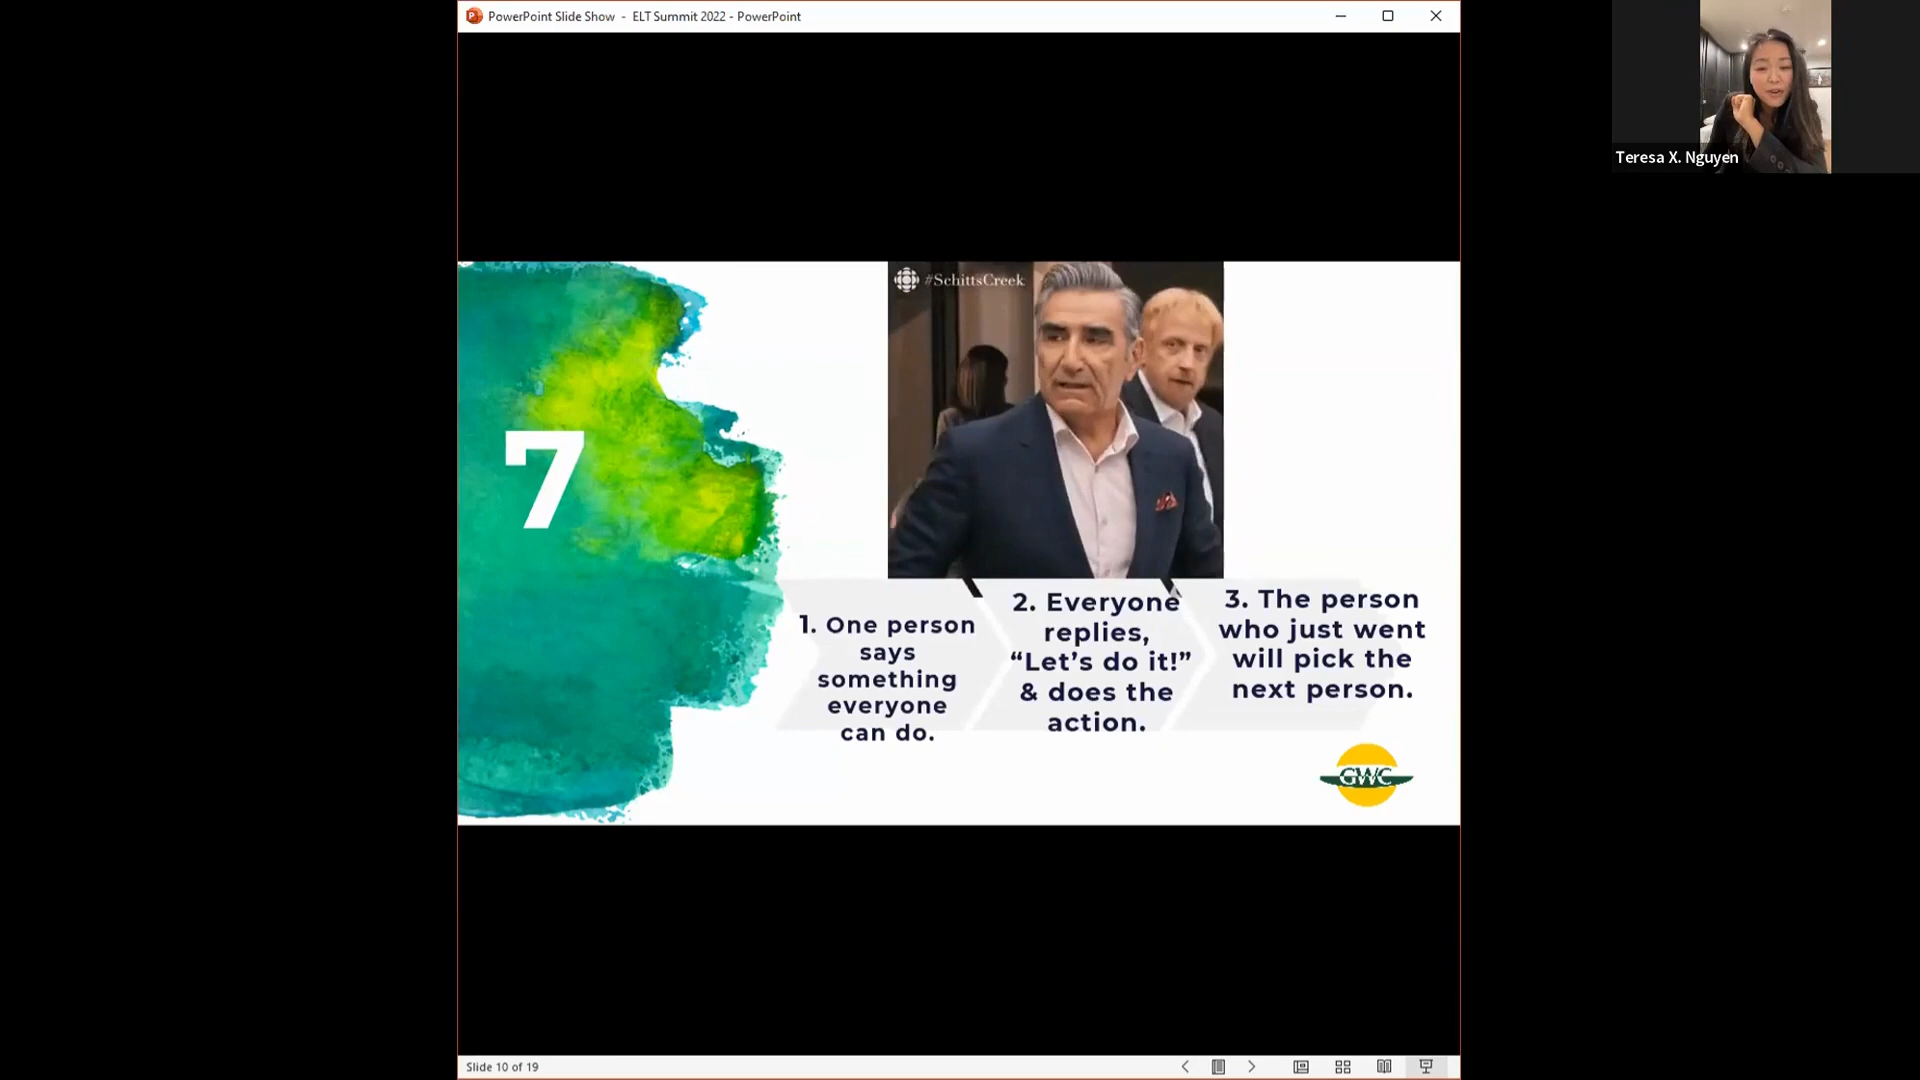 PowerPoint Slide Show - ELT Summit 2022 - PowerPoint
Teresa X. Nguyen
#SchittsCreek
7
1. One person
says
something
everyone
can do.
2. Everyone
replies,
“Let’s do it!”
& does the
action.
3. The person
who just went
will pick the
next person.
GWC
Slide 10 of 19